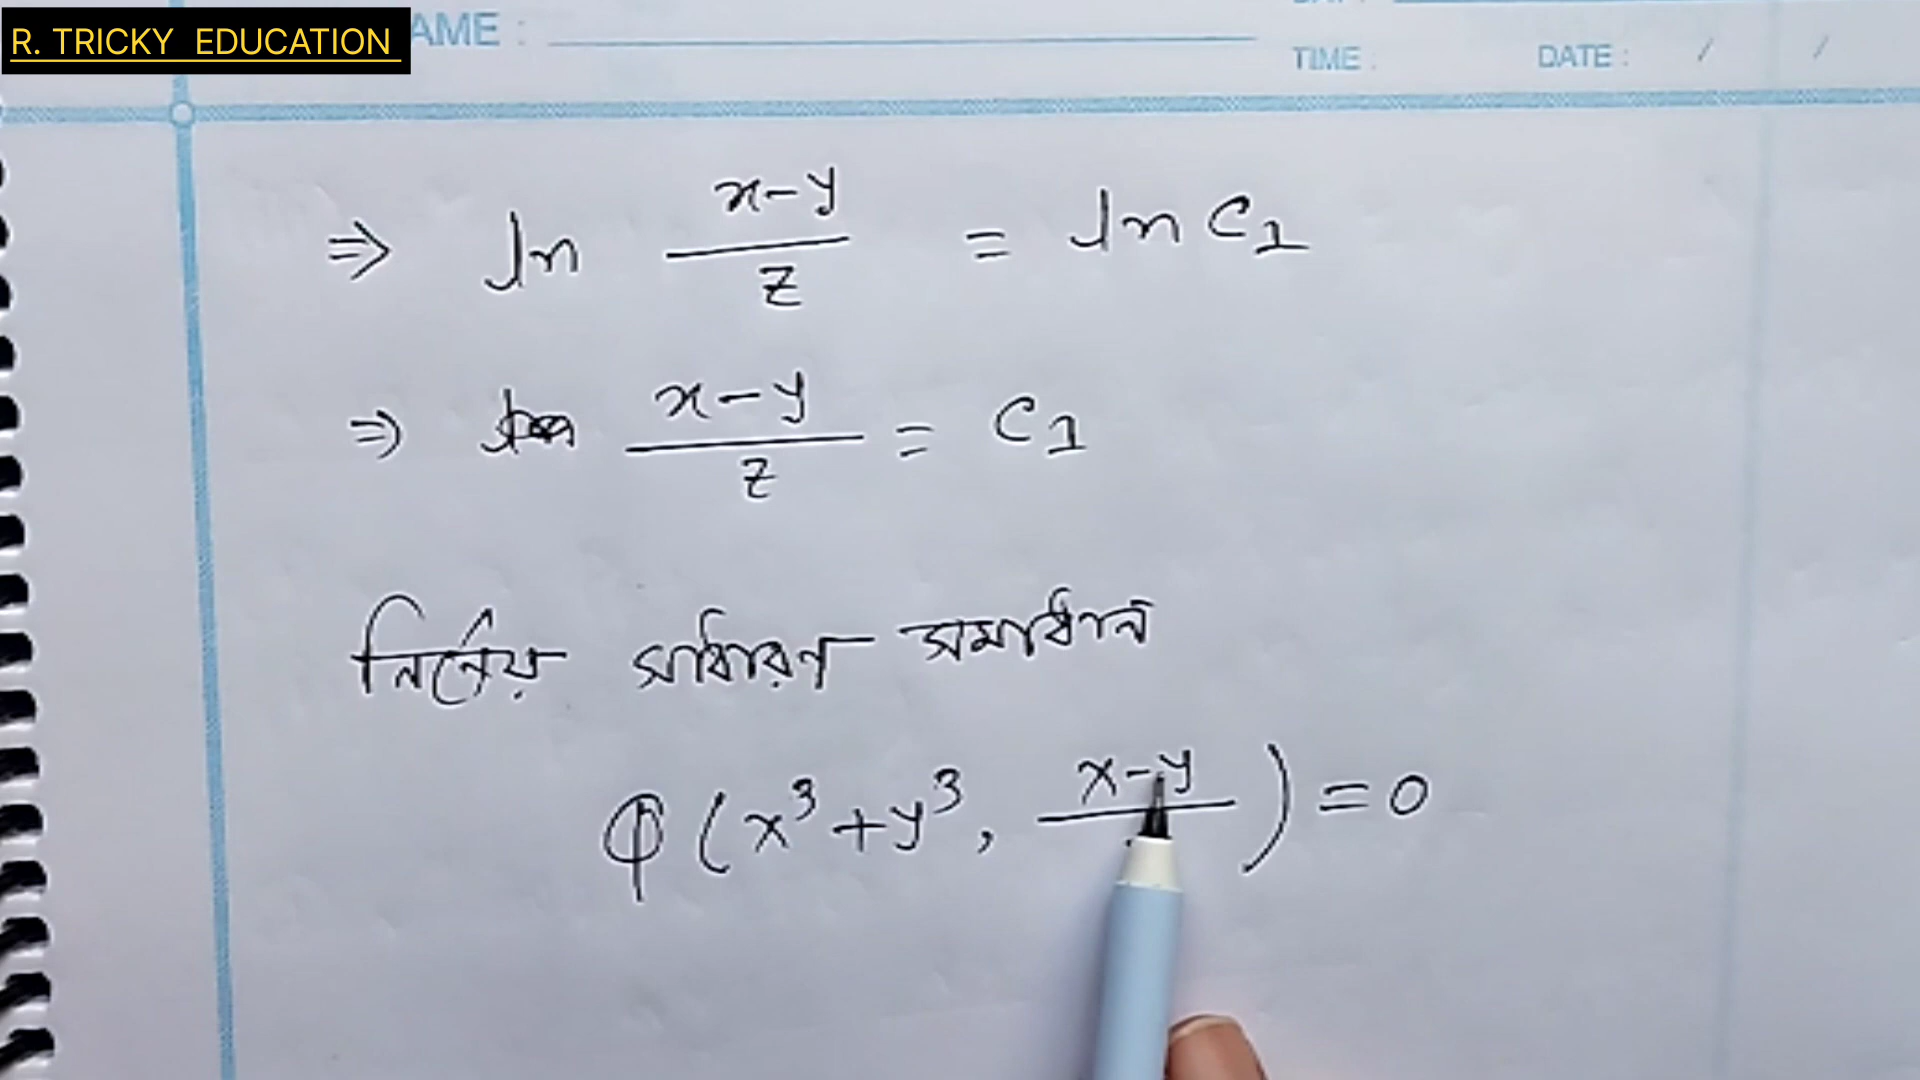 R. TRICKY EDUCATION
AME :
TIME :
DATE : / /
⇒ ln x-y/z = ln C₁
⇒ x-y/z = C₁
নির্নেয় সাধারণ সমাধান
φ(x³+y³, x-y/ ) = 0